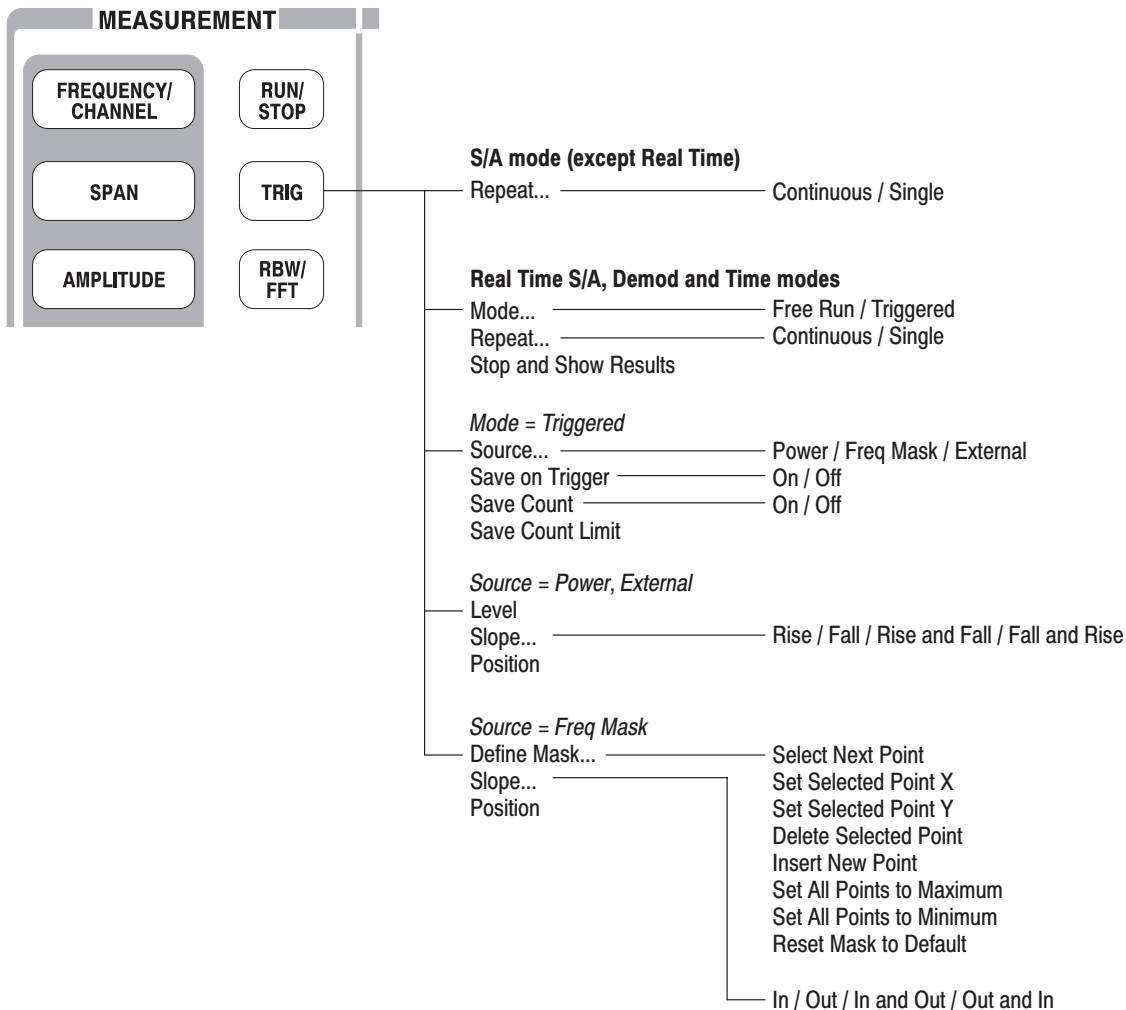 MEASUREMENT
FREQUENCY/
CHANNEL
RUN/
STOP
SPAN
TRIG
AMPLITUDE
RBW/
FFT
S/A mode (except Real Time)
Repeat... Continuous / Single
Real Time S/A, Demod and Time modes
Mode... Free Run / Triggered
Repeat... Continuous / Single
Stop and Show Results
Mode = Triggered
Source... Power / Freq Mask / External
Save on Trigger On / Off
Save Count On / Off
Save Count Limit
Source = Power, External
Level
Slope... Rise / Fall / Rise and Fall / Fall and Rise
Position
Source = Freq Mask
Define Mask... Select Next Point
Slope... Set Selected Point X
Position Set Selected Point Y
Delete Selected Point
Insert New Point
Set All Points to Maximum
Set All Points to Minimum
Reset Mask to Default
In / Out / In and Out / Out and In